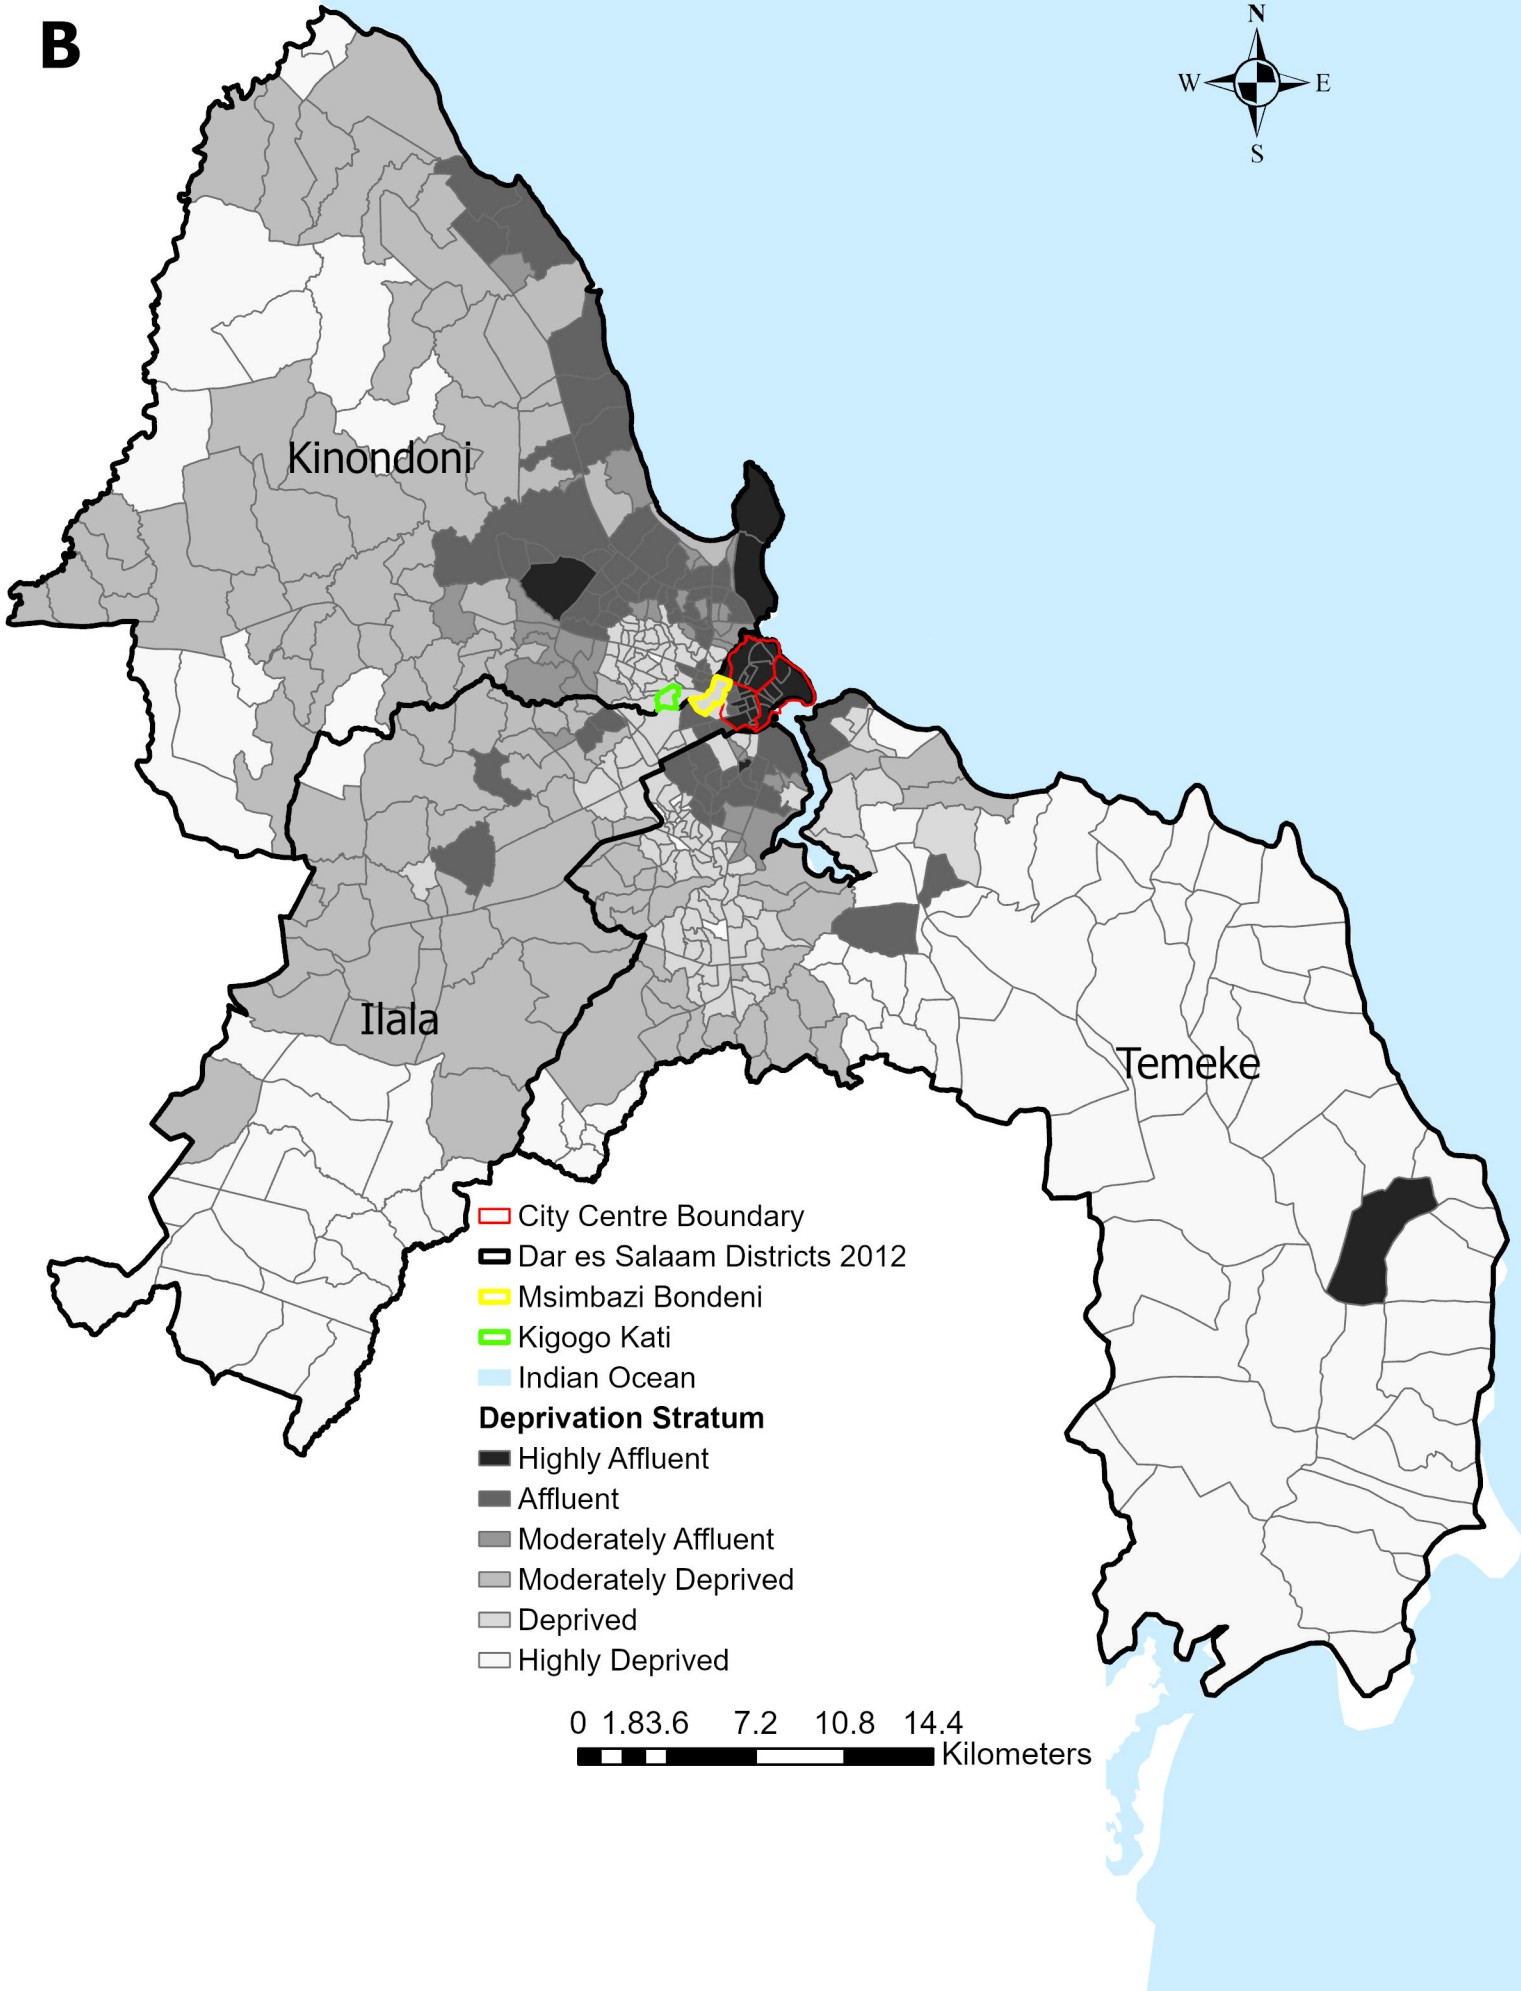 B
N
W E
S
Kinondoni
Ilala
Temeke
City Centre Boundary
Dar es Salaam Districts 2012
Msimbazi Bondeni
Kigogo Kati
Indian Ocean
Deprivation Stratum
Highly Affluent
Affluent
Moderately Affluent
Moderately Deprived
Deprived
Highly Deprived
0 1.83.6 7.2 10.8 14.4
Kilometers